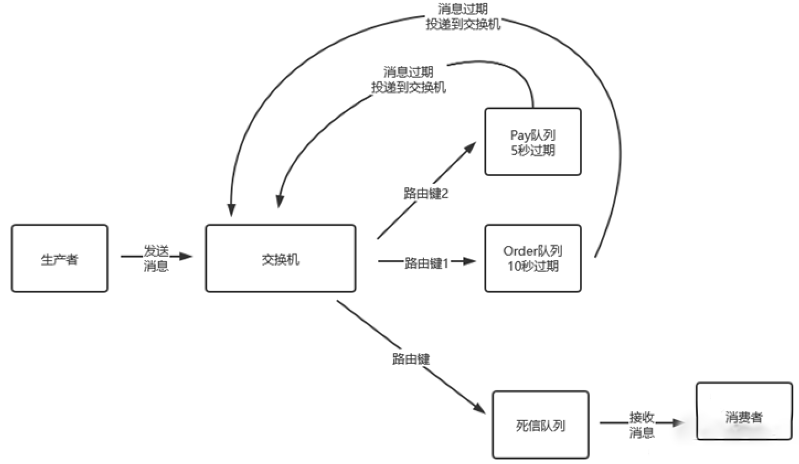 消息过期
投递到交换机
消息过期
投递到交换机
Pay队列
5秒过期
路由键2
生产者
发送
消息
交换机
路由键1
Order队列
10秒过期
路由键
死信队列
接收
消息
消费者